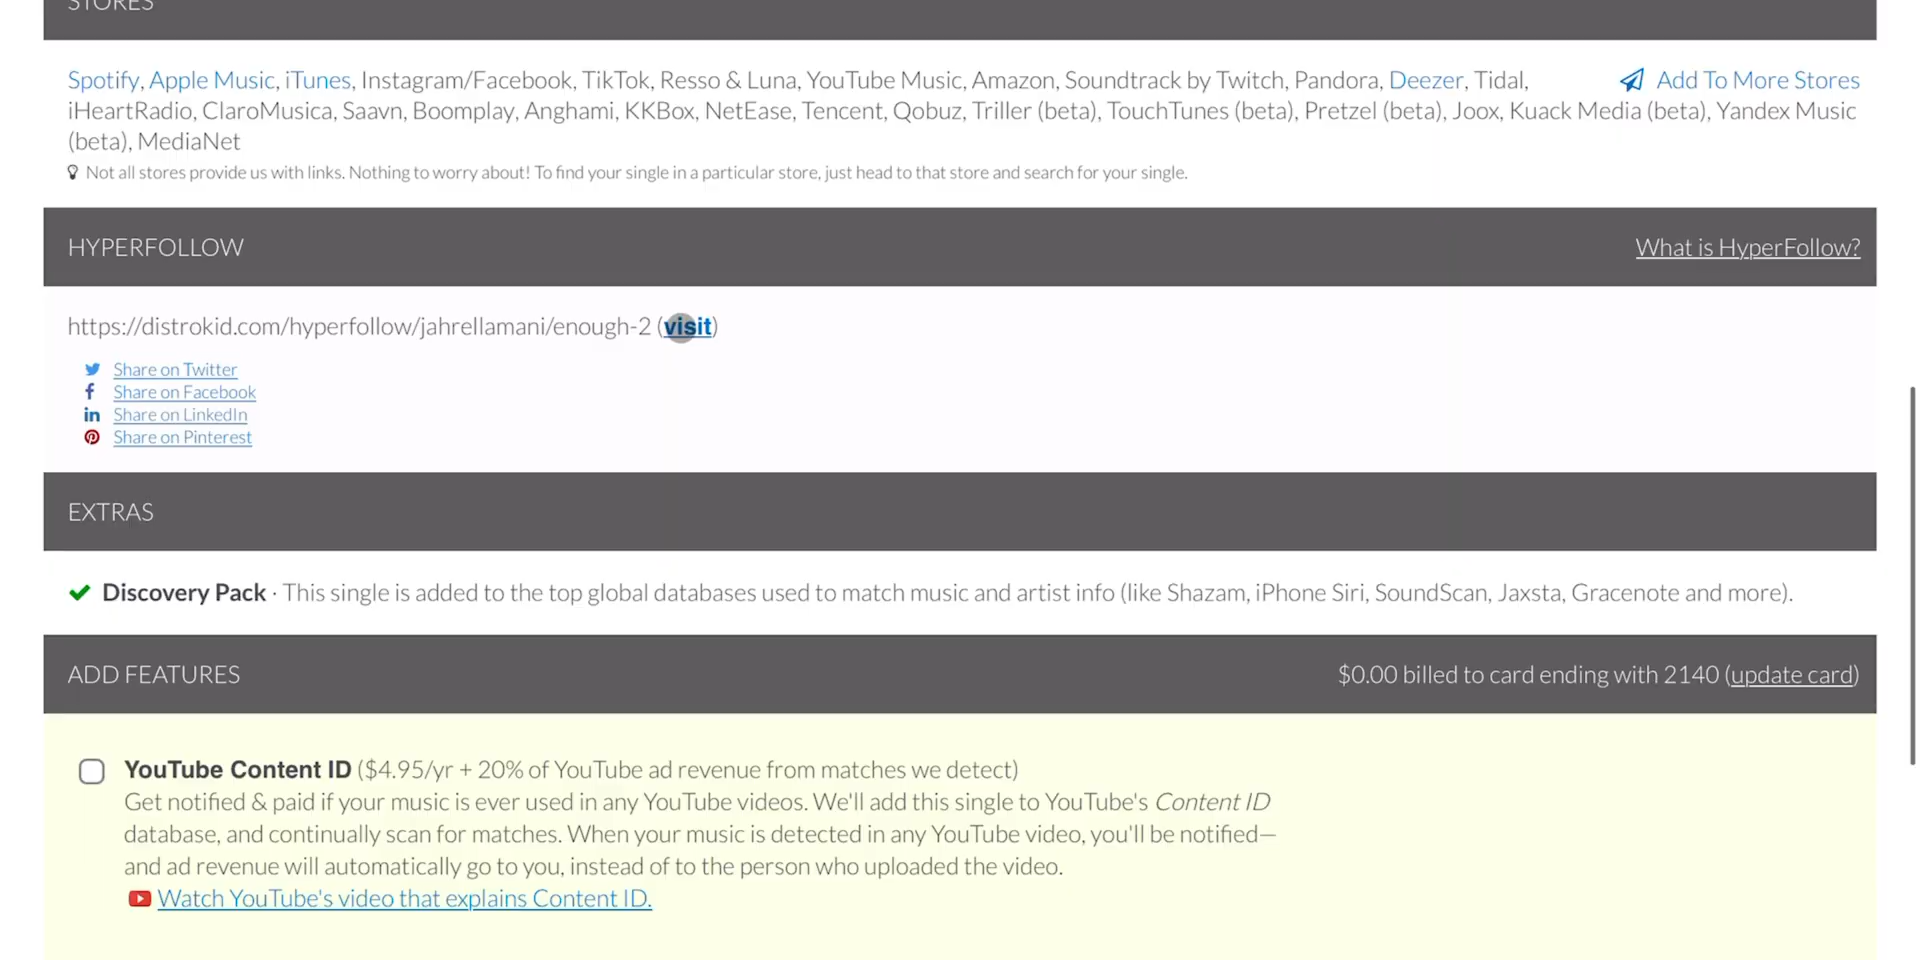 STORES
Spotify, Apple Music, iTunes, Instagram/Facebook, TikTok, Resso & Luna, YouTube Music, Amazon, Soundtrack by Twitch, Pandora, Deezer, Tidal,
Add To More Stores
iHeartRadio, ClaroMusica, Saavn, Boomplay, Anghami, KKBox, NetEase, Tencent, Qobuz, Triller (beta), TouchTunes (beta), Pretzel (beta), Joox, Kuack Media (beta), Yandex Music
(beta), MediaNet
Not all stores provide us with links. Nothing to worry about! To find your single in a particular store, just head to that store and search for your single.
HYPERFOLLOW
What is HyperFollow?
https://distrokid.com/hyperfollow/jahrellamani/enough-2 (visit)
Share on Twitter
Share on Facebook
Share on LinkedIn
Share on Pinterest
EXTRAS
Discovery Pack · This single is added to the top global databases used to match music and artist info (like Shazam, iPhone Siri, SoundScan, Jaxsta, Gracenote and more).
ADD FEATURES
$0.00 billed to card ending with 2140 (update card)
YouTube Content ID ($4.95/yr + 20% of YouTube ad revenue from matches we detect)
Get notified & paid if your music is ever used in any YouTube videos. We'll add this single to YouTube's Content ID
database, and continually scan for matches. When your music is detected in any YouTube video, you'll be notified—
and ad revenue will automatically go to you, instead of to the person who uploaded the video.
Watch YouTube's video that explains Content ID.